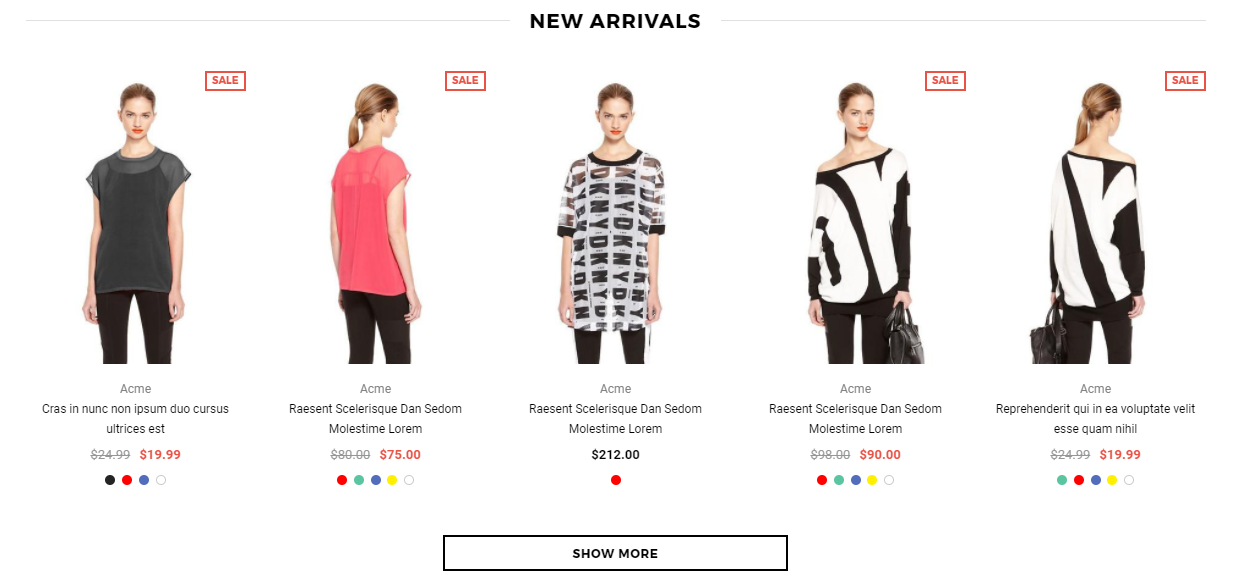 NEW ARRIVALS
SALE
SALE
SALE
SALE
DKNY
Acme
Cras in nunc non ipsum duo cursus
ultrices est
$24.99 $19.99
Acme
Raesent Scelerisque Dan Sedom
Molestime Lorem
$80.00 $75.00
Acme
Raesent Scelerisque Dan Sedom
Molestime Lorem
$212.00
Acme
Raesent Scelerisque Dan Sedom
Molestime Lorem
$98.00 $90.00
Acme
Reprehenderit qui in ea voluptate velit
esse quam nihil
$24.99 $19.99
SHOW MORE